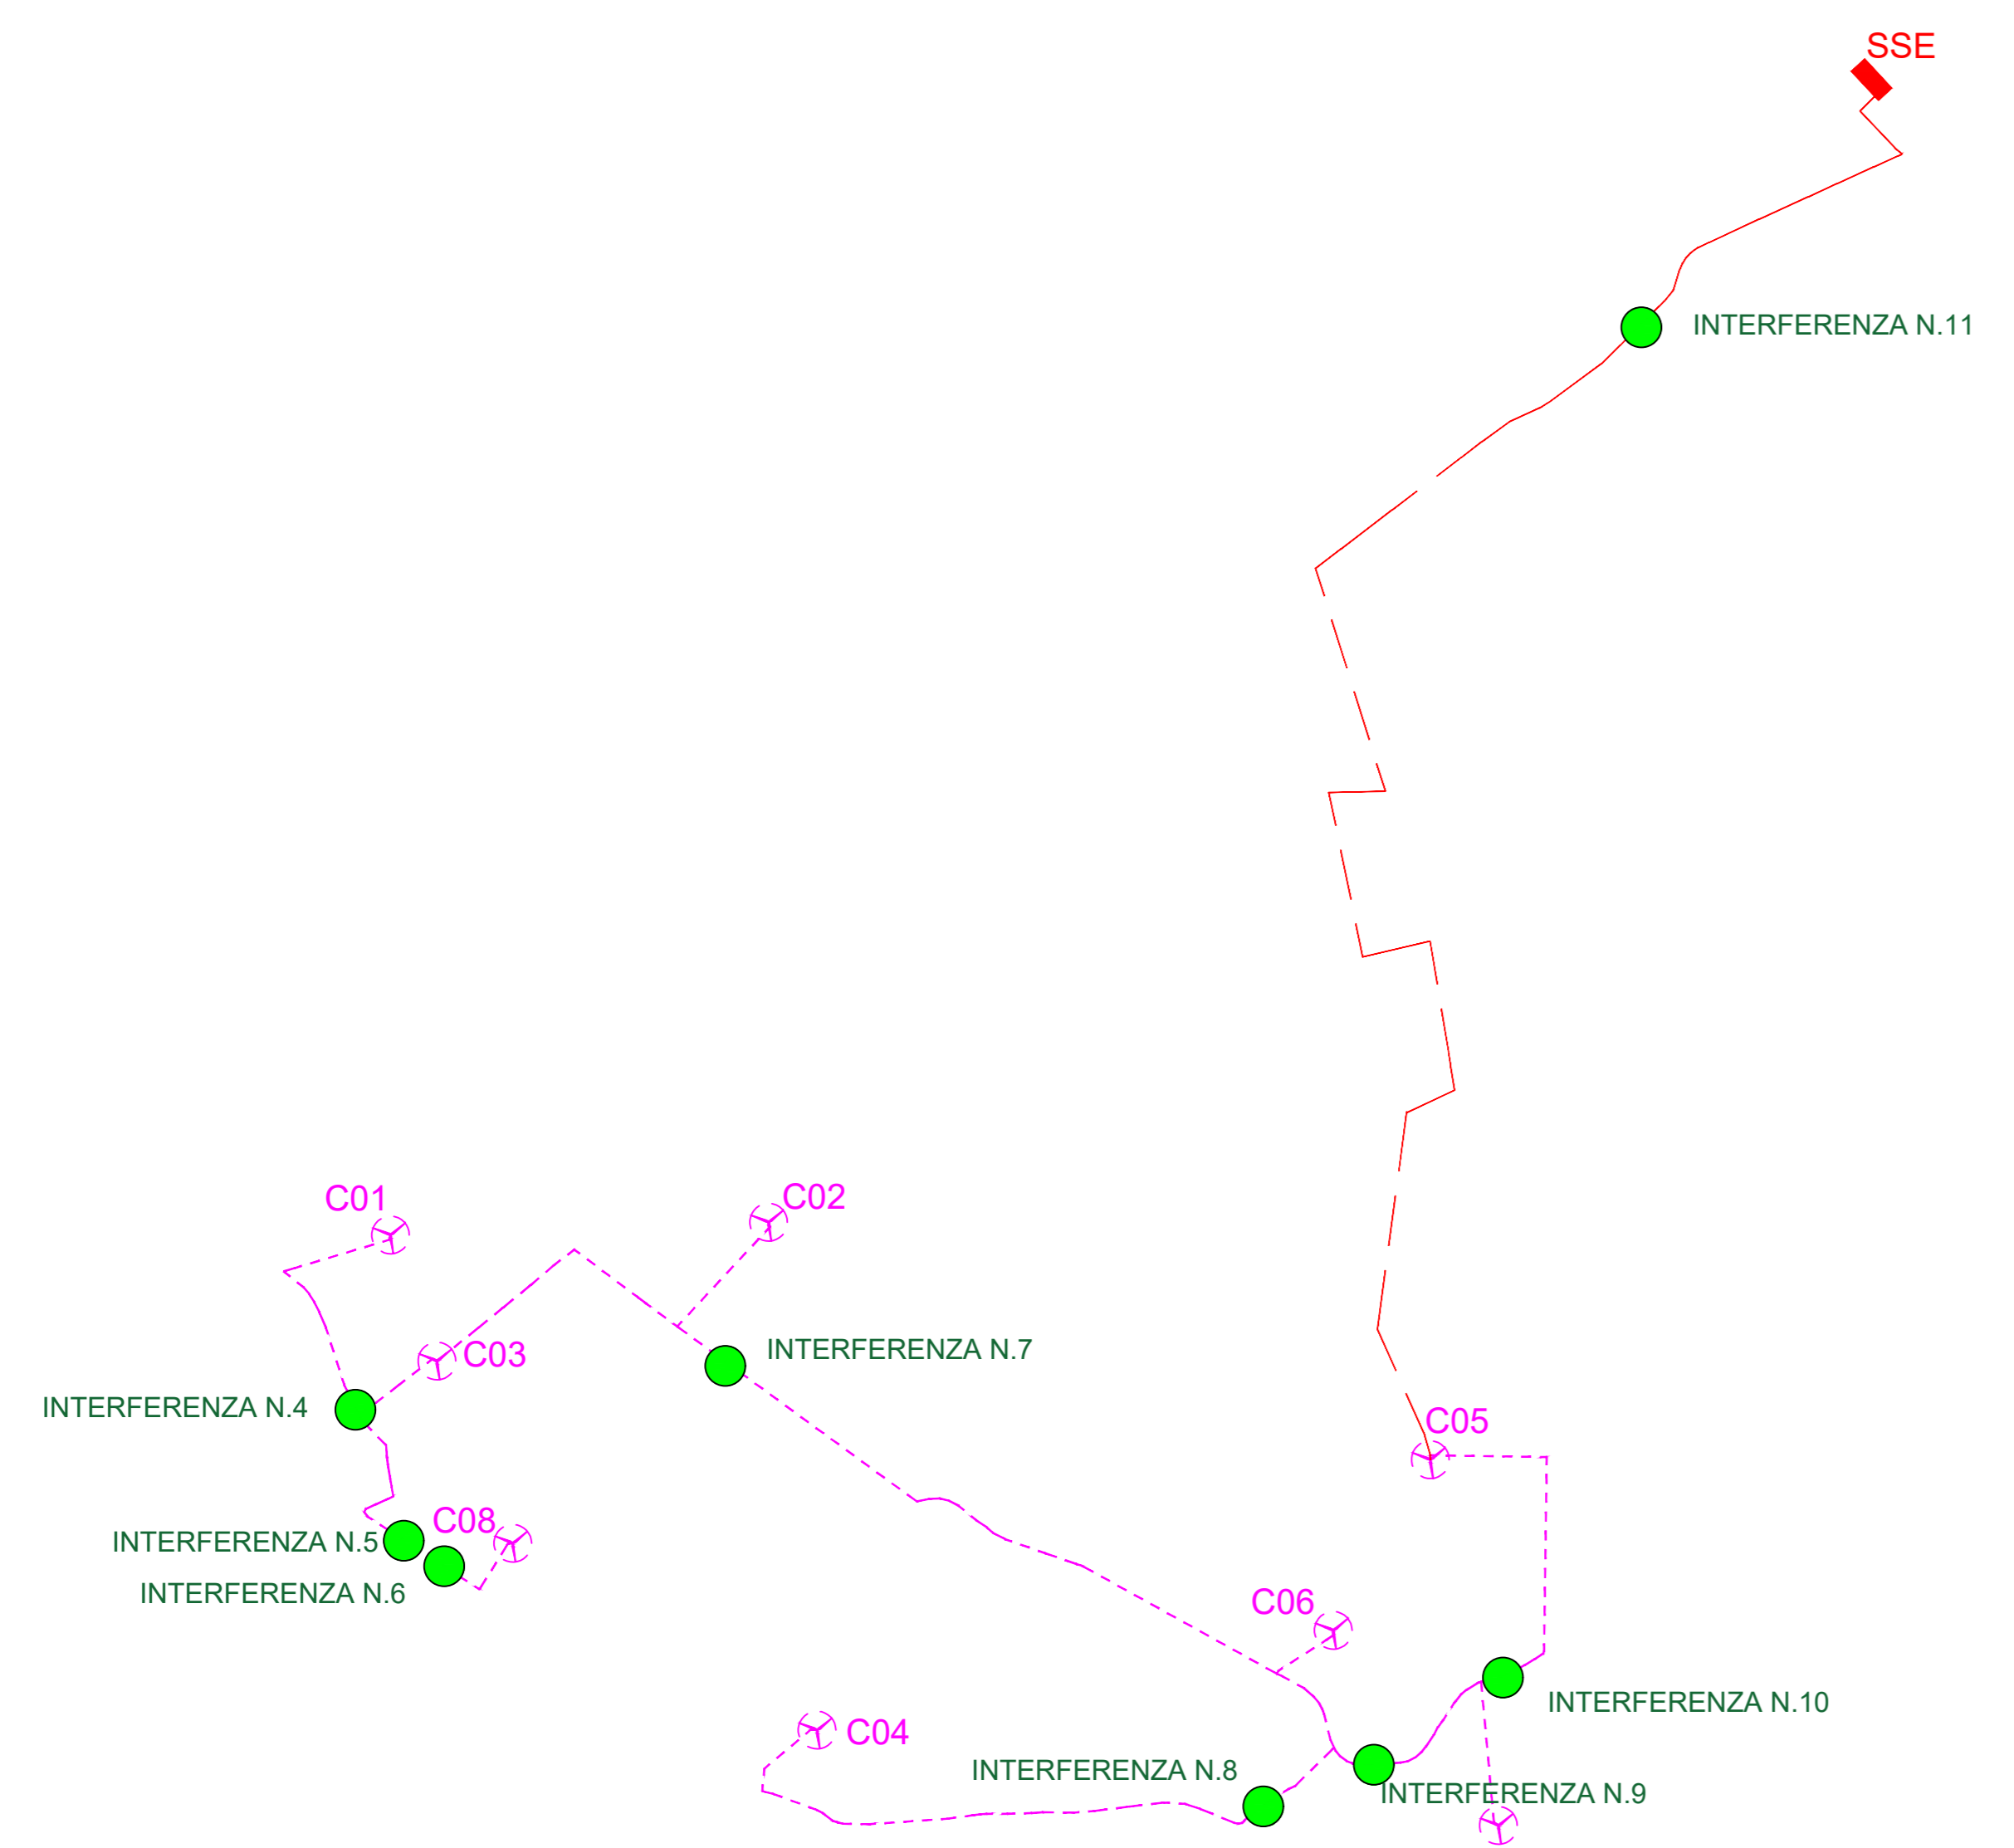 SSE
INTERFERENZA N.11
C01
C02
INTERFERENZA N.7
C03
INTERFERENZA N.4
C05
C08
INTERFERENZA N.5
INTERFERENZA N.6
C06
INTERFERENZA N.10
C04
INTERFERENZA N.8
INTERFERENZA N.9